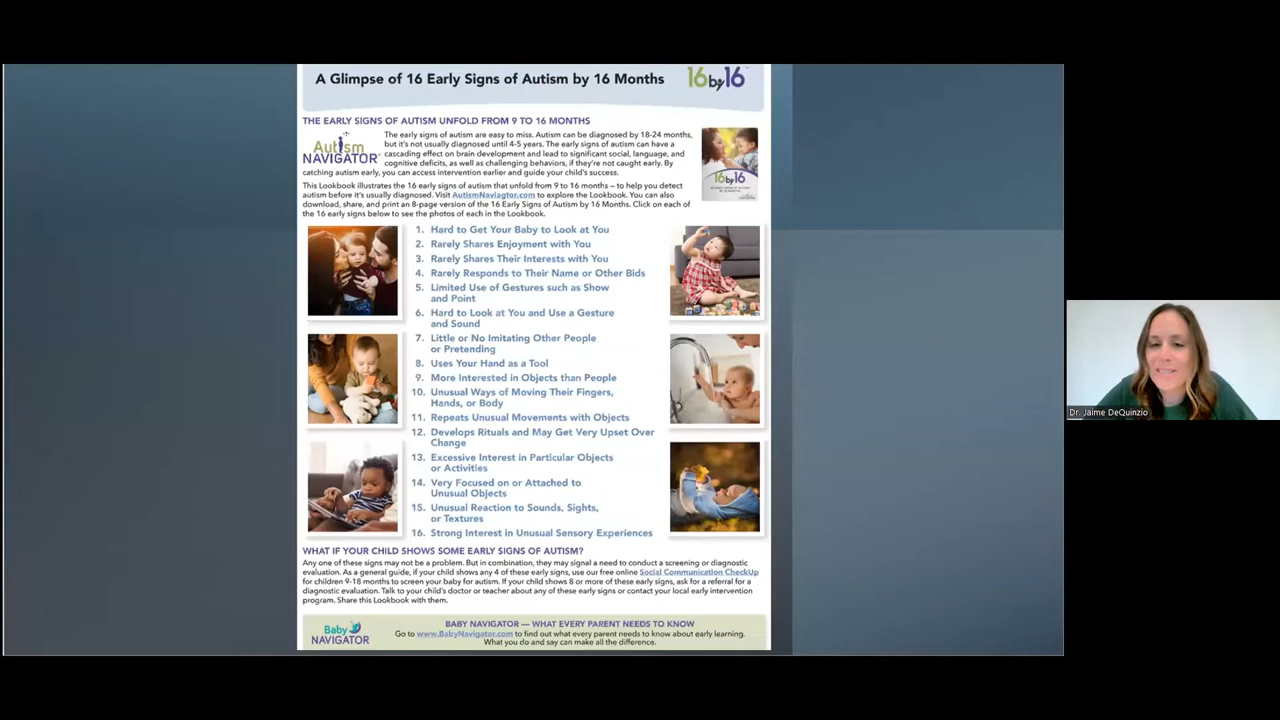 A Glimpse of 16 Early Signs of Autism by 16 Months
16by16
THE EARLY SIGNS OF AUTISM UNFOLD FROM 9 TO 16 MONTHS
Autism
NAVIGATOR
The early signs of autism are easy to miss. Autism can be diagnosed by 18-24 months,
but it's not usually diagnosed until 4-5 years. The early signs of autism can have a
cascading effect on brain development and lead to significant social, language, and
cognitive deficits, as well as challenging behaviors, if they're not caught early. By
catching autism early, you can access intervention earlier and guide your child's success.
16by16
This Lookbook illustrates the 16 early signs of autism that unfold from 9 to 16 months – to help you detect
autism before it's usually diagnosed. Visit AutismNaviagtor.com to explore the Lookbook. You can also
download, share, and print an 8-page version of the 16 Early Signs of Autism by 16 Months. Click on each of
the 16 early signs below to see the photos of each in the Lookbook.
1. Hard to Get Your Baby to Look at You
2. Rarely Shares Enjoyment with You
3. Rarely Shares Their Interests with You
4. Rarely Responds to Their Name or Other Bids
5. Limited Use of Gestures such as Show
and Point
6. Hard to Look at You and Use a Gesture
and Sound
7. Little or No Imitating Other People
or Pretending
8. Uses Your Hand as a Tool
9. More Interested in Objects than People
10. Unusual Ways of Moving Their Fingers,
Hands, or Body
11. Repeats Unusual Movements with Objects
12. Develops Rituals and May Get Very Upset Over
Change
13. Excessive Interest in Particular Objects
or Activities
14. Very Focused on or Attached to
Unusual Objects
15. Unusual Reaction to Sounds, Sights,
or Textures
16. Strong Interest in Unusual Sensory Experiences
WHAT IF YOUR CHILD SHOWS SOME EARLY SIGNS OF AUTISM?
Any one of these signs may not be a problem. But in combination, they may signal a need to conduct a screening or diagnostic
evaluation. As a general guide, if your child shows any 4 of these early signs, use our free online Social Communication CheckUp
for children 9-18 months to screen your baby for autism. If your child shows 8 or more of these early signs, ask for a referral for a
diagnostic evaluation. Talk to your child's doctor or teacher about any of these early signs or contact your local early intervention
program. Share this Lookbook with them.
Baby
NAVIGATOR
BABY NAVIGATOR — WHAT EVERY PARENT NEEDS TO KNOW
Go to www.BabyNavigator.com to find out what every parent needs to know about early learning.
What you do and say can make all the difference.
Dr. Jaime DeQuinzio